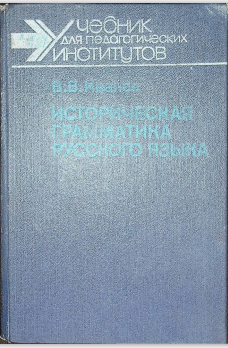 Учебник
для педагогических
институтов
В.В.Иванов
ИСТОРИЧЕСКАЯ
ГРАММАТИКА
РУССКОГО ЯЗЫКА